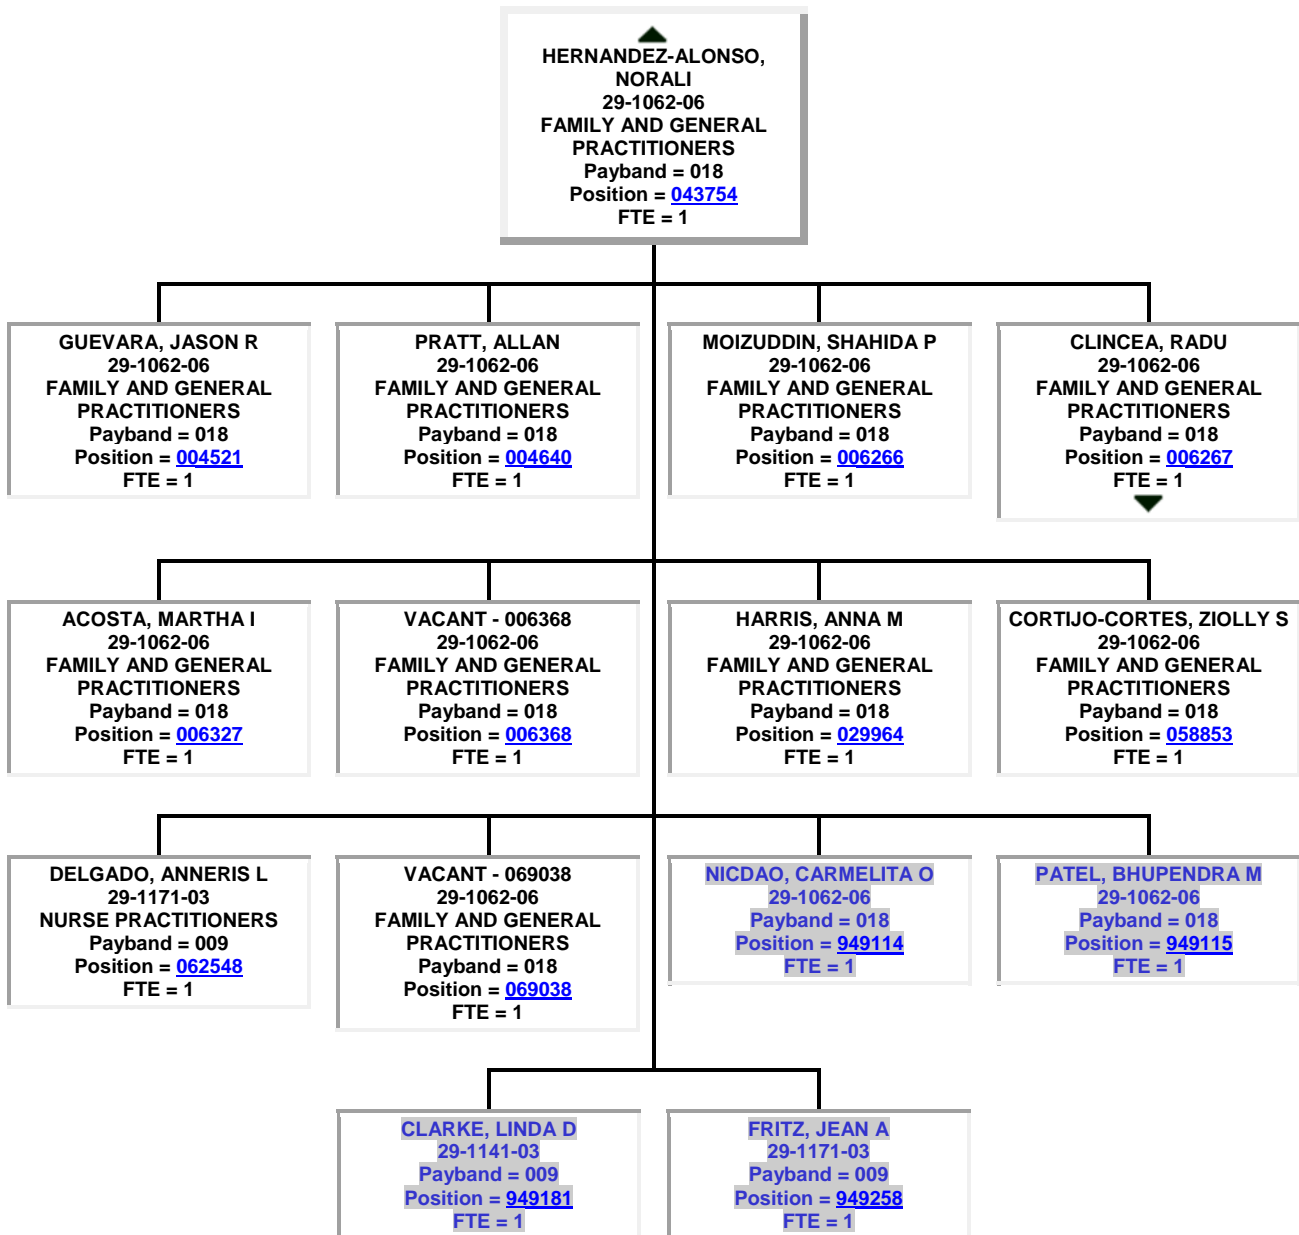 HERNANDEZ-ALONSO,
NORALI
29-1062-06
FAMILY AND GENERAL
PRACTITIONERS
Payband = 018
Position = 043754
FTE = 1
GUEVARA, JASON R
29-1062-06
FAMILY AND GENERAL
PRACTITIONERS
Payband = 018
Position = 004521
FTE = 1
PRATT, ALLAN
29-1062-06
FAMILY AND GENERAL
PRACTITIONERS
Payband = 018
Position = 004640
FTE = 1
MOIZUDDIN, SHAHIDA P
29-1062-06
FAMILY AND GENERAL
PRACTITIONERS
Payband = 018
Position = 006266
FTE = 1
CLINCEA, RADU
29-1062-06
FAMILY AND GENERAL
PRACTITIONERS
Payband = 018
Position = 006267
FTE = 1
ACOSTA, MARTHA I
29-1062-06
FAMILY AND GENERAL
PRACTITIONERS
Payband = 018
Position = 006327
FTE = 1
VACANT - 006368
29-1062-06
FAMILY AND GENERAL
PRACTITIONERS
Payband = 018
Position = 006368
FTE = 1
HARRIS, ANNA M
29-1062-06
FAMILY AND GENERAL
PRACTITIONERS
Payband = 018
Position = 029964
FTE = 1
CORTIJO-CORTES, ZIOLLY S
29-1062-06
FAMILY AND GENERAL
PRACTITIONERS
Payband = 018
Position = 058853
FTE = 1
DELGADO, ANNERIS L
29-1171-03
NURSE PRACTITIONERS
Payband = 009
Position = 062548
FTE = 1
VACANT - 069038
29-1062-06
FAMILY AND GENERAL
PRACTITIONERS
Payband = 018
Position = 069038
FTE = 1
NICDAO, CARMELITA O
29-1062-06
Payband = 018
Position = 949114
FTE = 1
PATEL, BHUPENDRA M
29-1062-06
Payband = 018
Position = 949115
FTE = 1
CLARKE, LINDA D
29-1141-03
Payband = 009
Position = 949181
FTE = 1
FRITZ, JEAN A
29-1171-03
Payband = 009
Position = 949258
FTE = 1